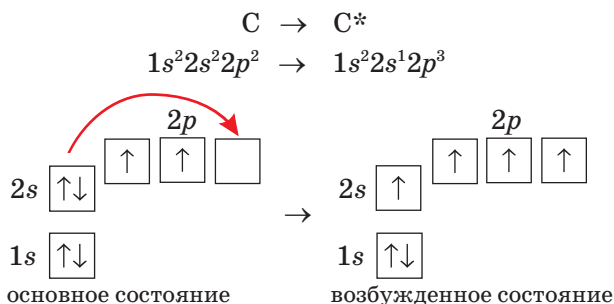 C → C*
1s²2s²2p² → 1s²2s¹2p³
2p 2p
↑ ↑ ↑ ↑ ↑
2s ↑↓ → 2s ↑
1s ↑↓ 1s ↑↓
основное состояние возбужденное состояние